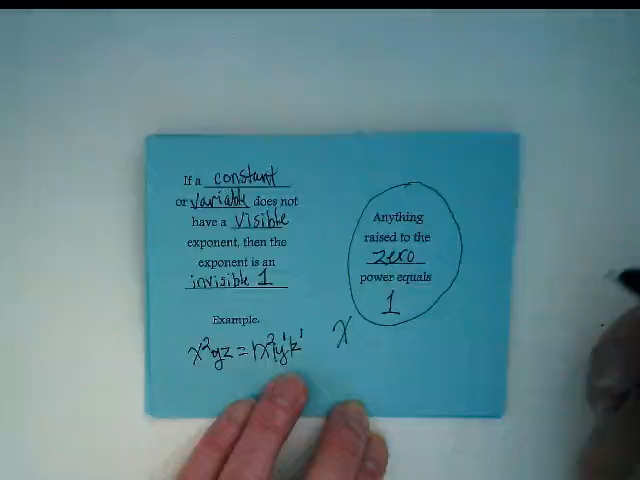 If a constant
or variable does not
have a visible
exponent, then the
exponent is an
invisible 1
Example.
x²yz = 1x²y¹z¹
Anything
raised to the
zero
power equals
1
x